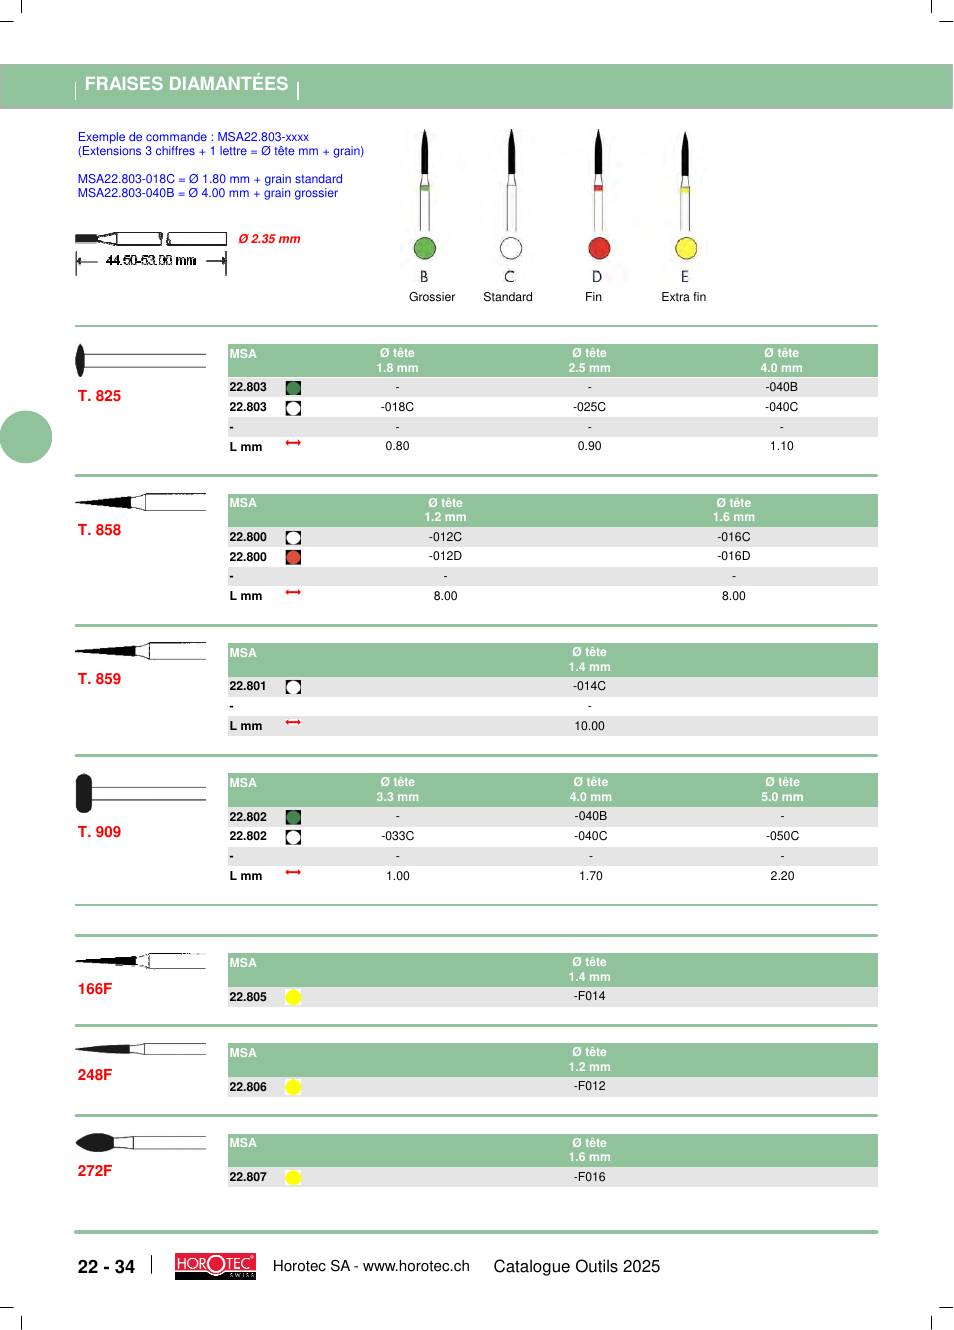 FRAISES DIAMANTÉES
Exemple de commande : MSA22.803-xxxx
(Extensions 3 chiffres + 1 lettre = Ø tête mm + grain)
MSA22.803-018C = Ø 1.80 mm + grain standard
MSA22.803-040B = Ø 4.00 mm + grain grossier
Ø 2.35 mm
44.50-53.00 mm
B C D E
Grossier Standard Fin Extra fin
T. 825
MSA Ø tête Ø tête Ø tête
1.8 mm 2.5 mm 4.0 mm
22.803 - - -040B
22.803 -018C -025C -040C
- - - -
L mm 0.80 0.90 1.10
T. 858
MSA Ø tête Ø tête
1.2 mm 1.6 mm
22.800 -012C -016C
22.800 -012D -016D
- - -
L mm 8.00 8.00
T. 859
MSA Ø tête
1.4 mm
22.801 -014C
- -
L mm 10.00
T. 909
MSA Ø tête Ø tête Ø tête
3.3 mm 4.0 mm 5.0 mm
22.802 - -040B -
22.802 -033C -040C -050C
- - - -
L mm 1.00 1.70 2.20
166F
MSA Ø tête
1.4 mm
22.805 -F014
248F
MSA Ø tête
1.2 mm
22.806 -F012
272F
MSA Ø tête
1.6 mm
22.807 -F016
22 - 34
HOROTEC®
SWISS
Horotec SA - www.horotec.ch Catalogue Outils 2025